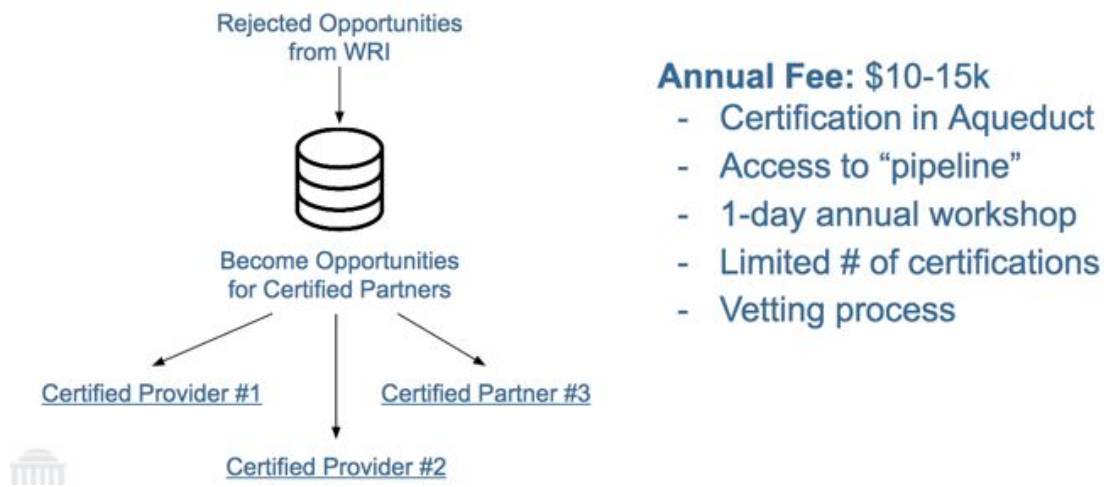 Rejected Opportunities
from WRI
Become Opportunities
for Certified Partners
Certified Provider #1
Certified Partner #3
Certified Provider #2
Annual Fee: $10-15k
- Certification in Aqueduct
- Access to “pipeline”
- 1-day annual workshop
- Limited # of certifications
- Vetting process